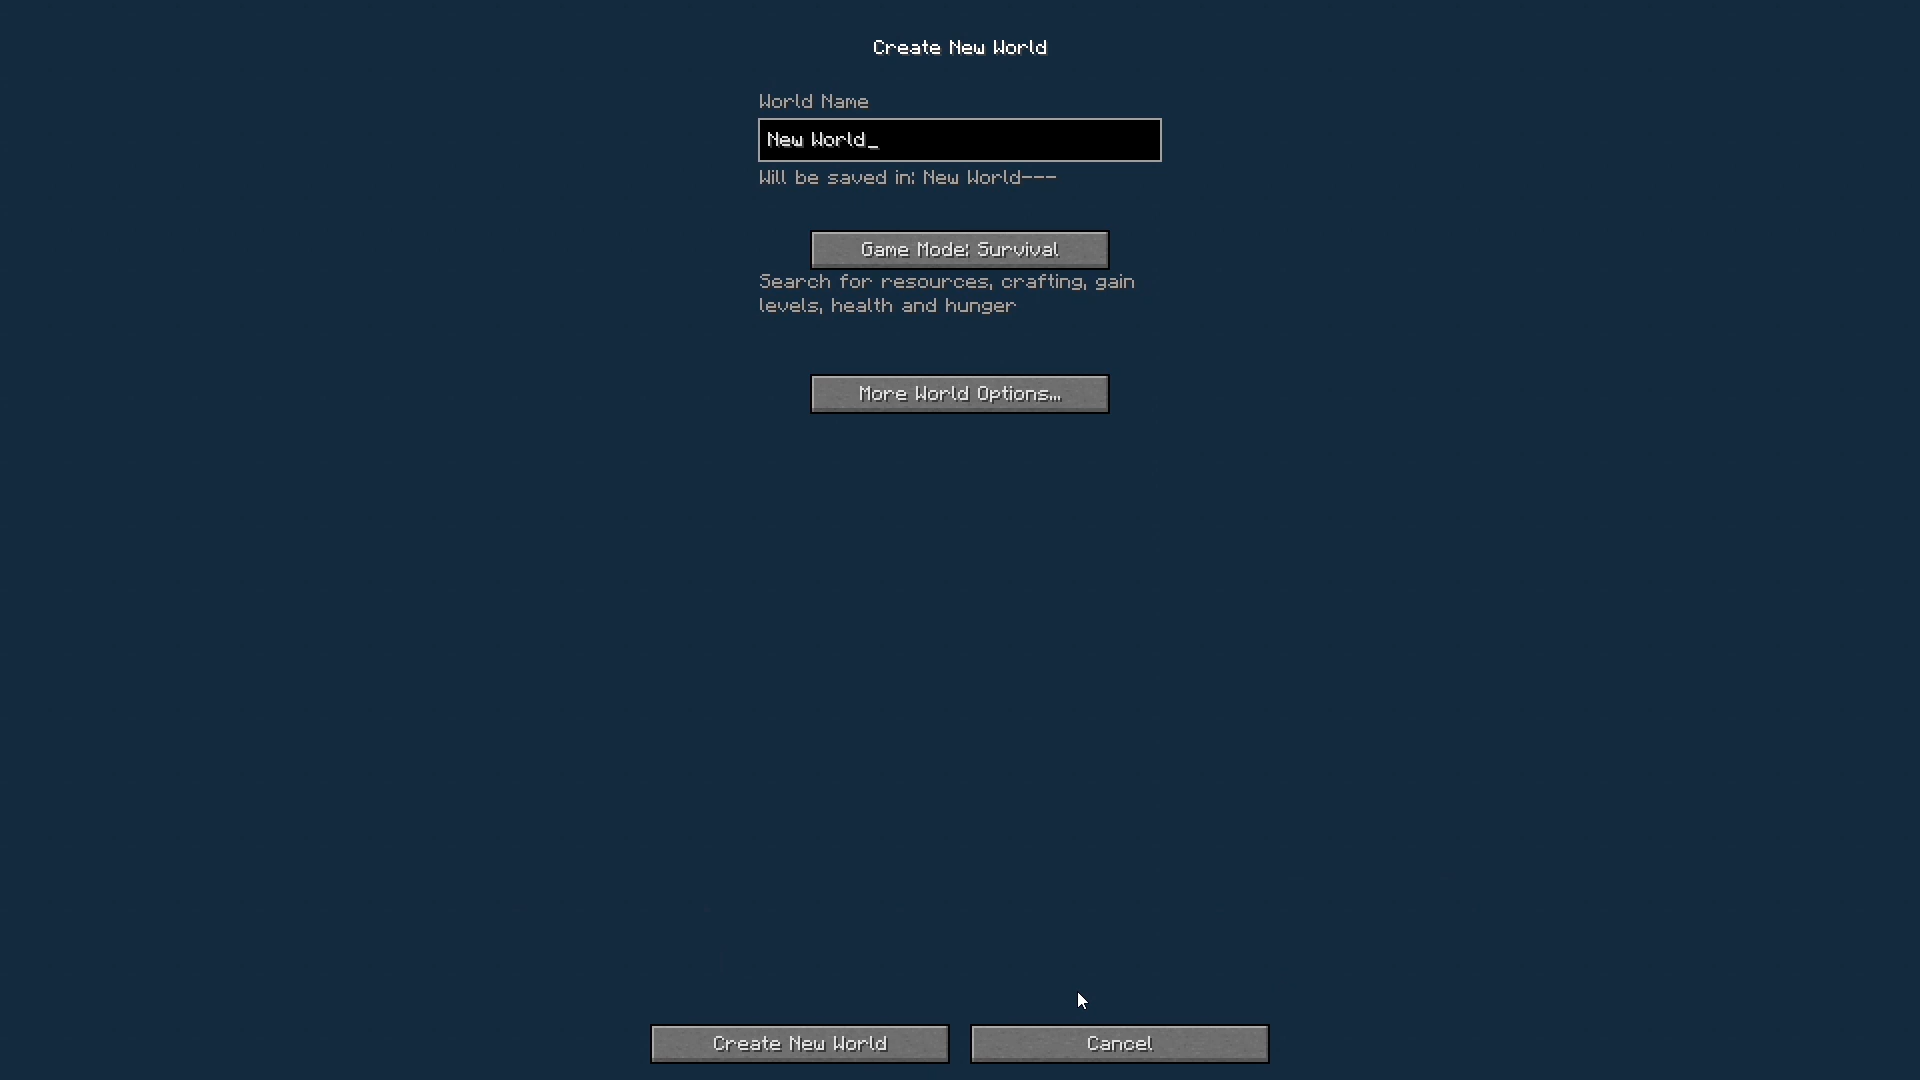 Create New World
World Name
New World_
Will be saved in: New World---
Game Mode: Survival
Search for resources, crafting, gain
levels, health and hunger
More World Options...
Create New World
Cancel